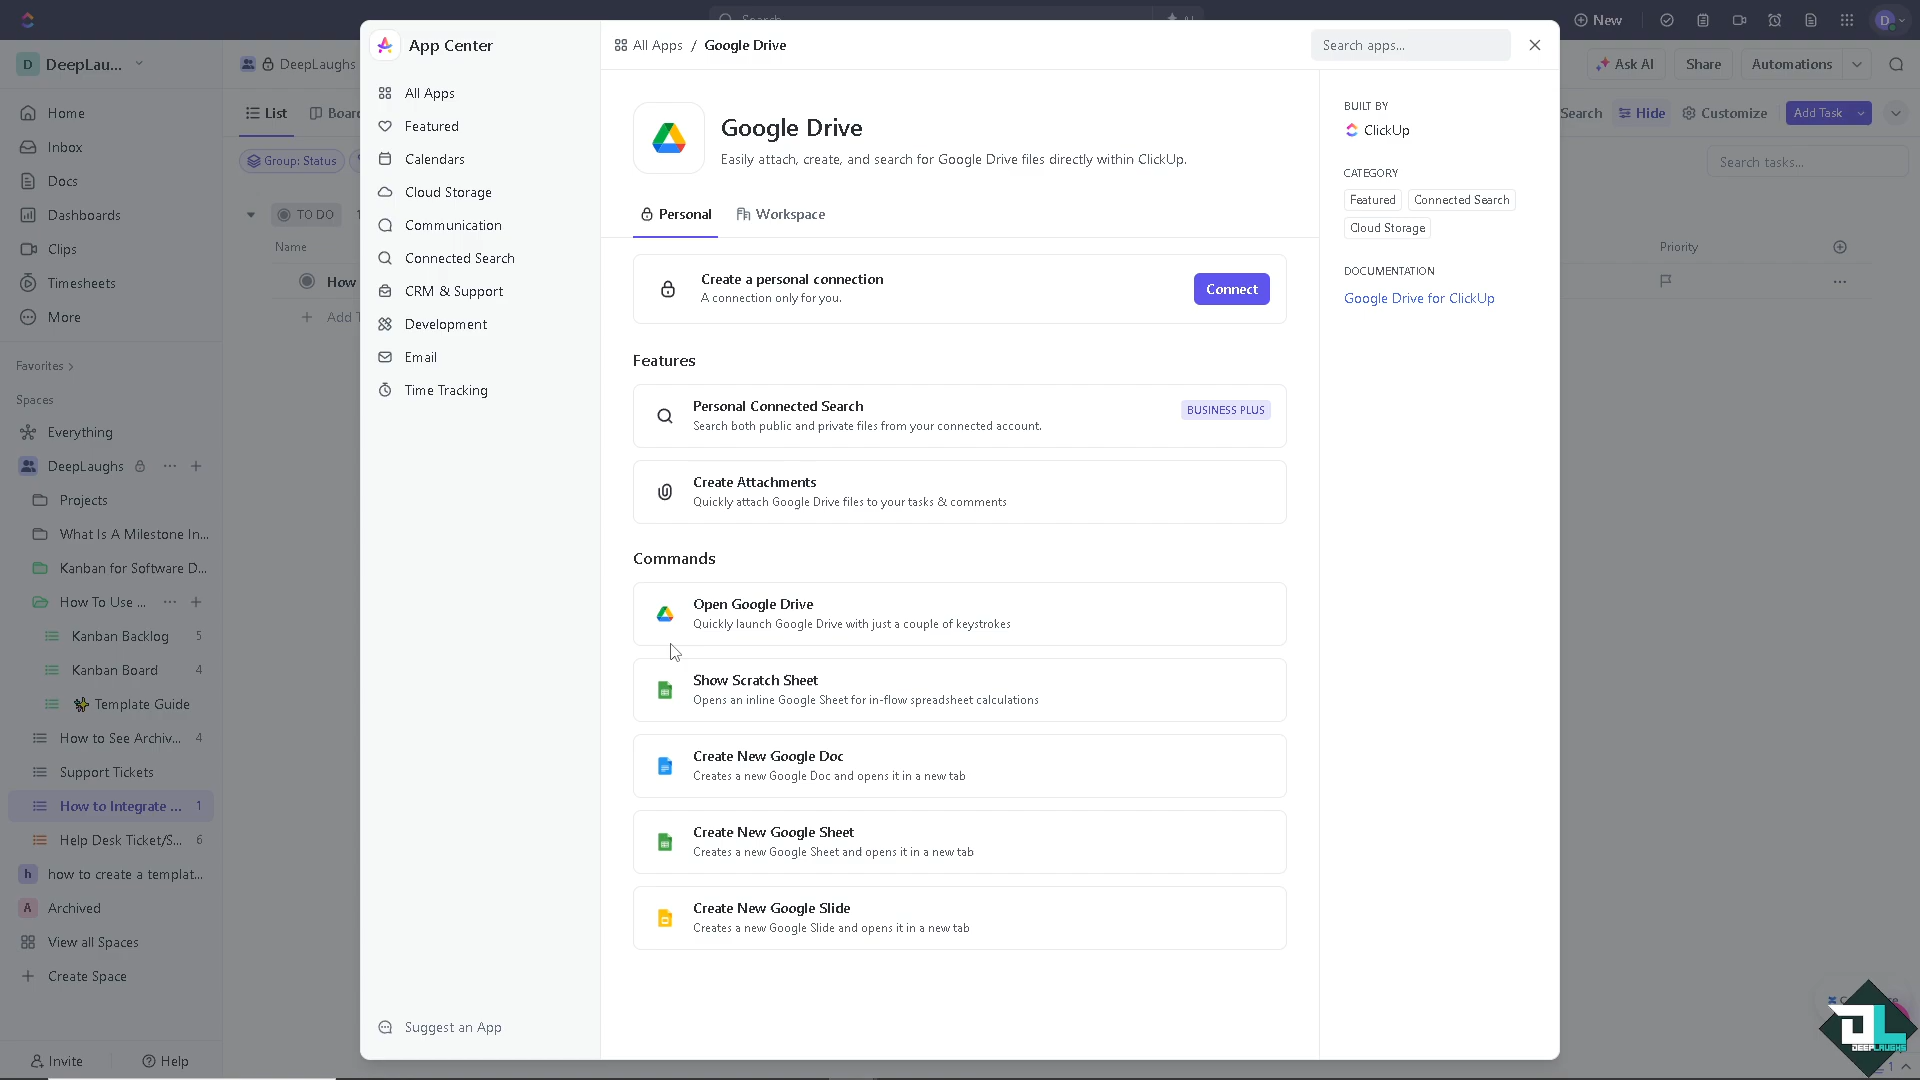 New
D
DeepLau...
DeepLaughs
Ask AI
Share
Automations
Home
Inbox
Docs
Dashboards
Clips
Timesheets
More
Favorites
Spaces
Everything
DeepLaughs
Projects
What Is A Milestone In...
Kanban for Software D...
How To Use ...
Kanban Backlog 5
Kanban Board 4
Template Guide
How to See Archiv... 4
Support Tickets
How to Integrate ... 1
Help Desk Ticket/S... 6
h how to create a templat...
A Archived
View all Spaces
Create Space
Invite
Help
List
Group: Status
TO DO
Name
How
App Center
All Apps
Featured
Calendars
Cloud Storage
Communication
Connected Search
CRM & Support
Development
Email
Time Tracking
Suggest an App
All Apps / Google Drive
Search apps...
Google Drive
Easily attach, create, and search for Google Drive files directly within ClickUp.
Personal
Workspace
Create a personal connection
A connection only for you.
Connect
Features
Personal Connected Search
BUSINESS PLUS
Search both public and private files from your connected account.
Create Attachments
Quickly attach Google Drive files to your tasks & comments
Commands
Open Google Drive
Quickly launch Google Drive with just a couple of keystrokes
Show Scratch Sheet
Opens an inline Google Sheet for in-flow spreadsheet calculations
Create New Google Doc
Creates a new Google Doc and opens it in a new tab
Create New Google Sheet
Creates a new Google Sheet and opens it in a new tab
Create New Google Slide
Creates a new Google Slide and opens it in a new tab
BUILT BY
ClickUp
CATEGORY
Featured
Connected Search
Cloud Storage
DOCUMENTATION
Google Drive for ClickUp
D
Search
Hide
Customize
Add Task
Search tasks...
Priority
DEEPLAUGHS